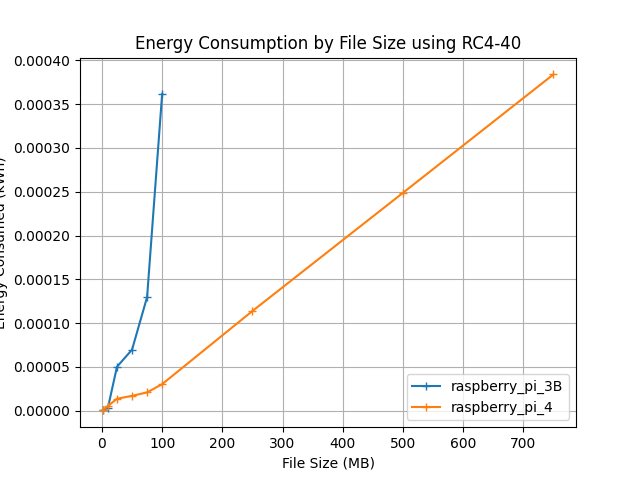 Energy Consumption by File Size using RC4-40
Energy Consumed (kWh)
0.00040
0.00035
0.00030
0.00025
0.00020
0.00015
0.00010
0.00005
0.00000
0 100 200 300 400 500 600 700
File Size (MB)
raspberry_pi_3B
raspberry_pi_4